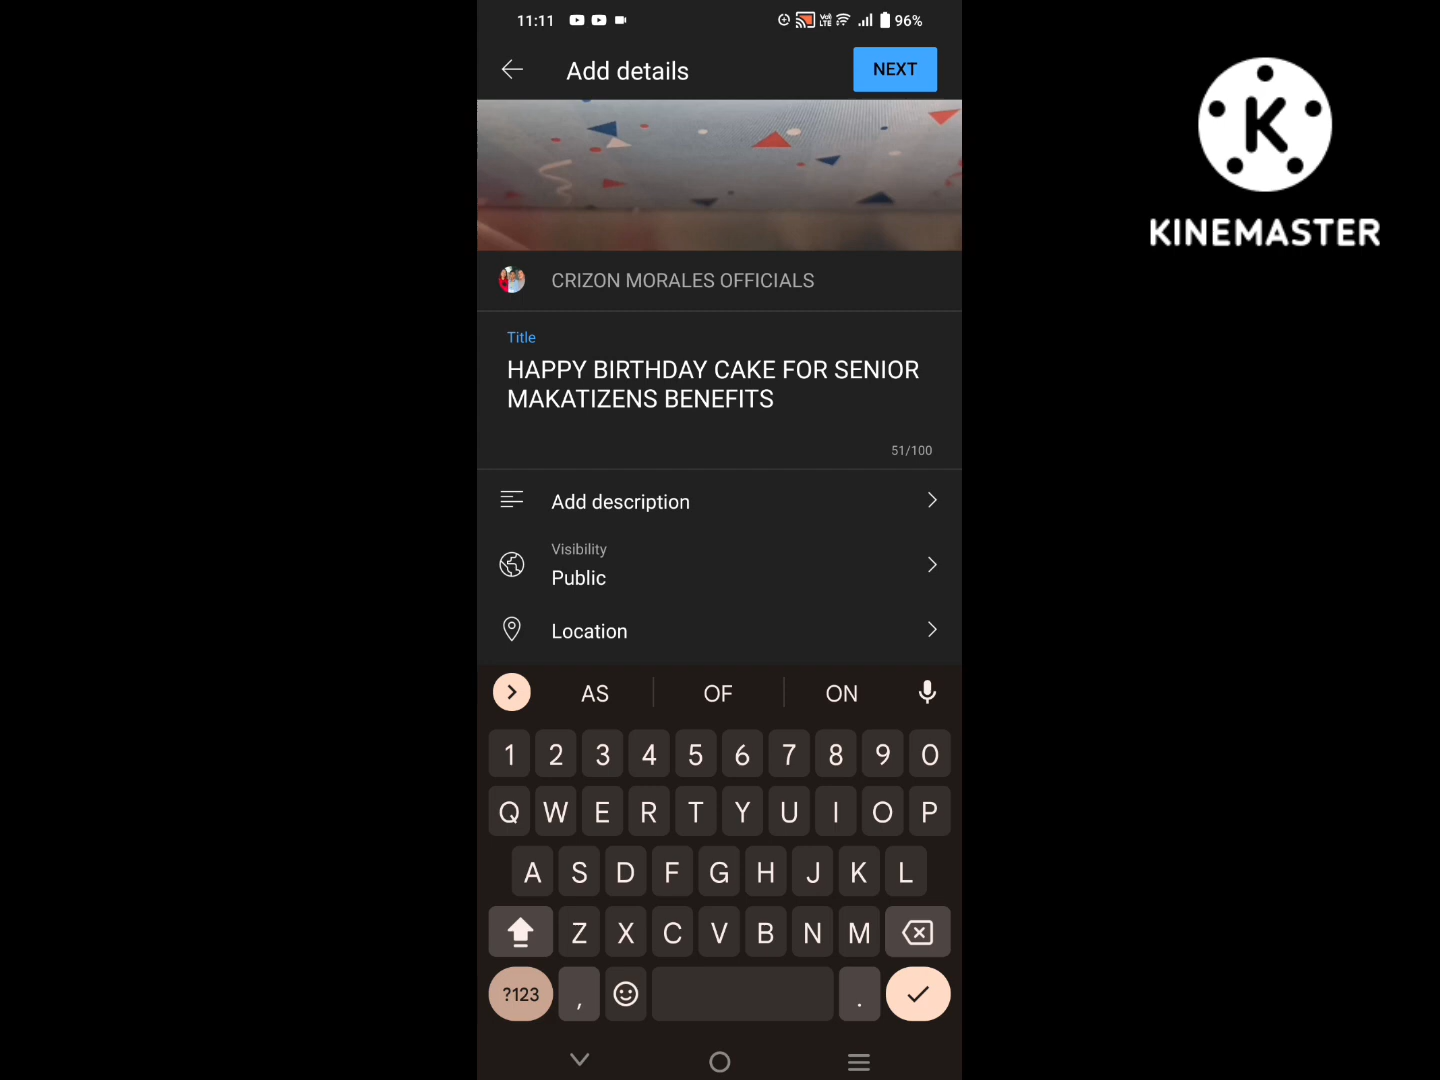 11:11 Vo) LTE 96%
Add details
NEXT
K
KINEMASTER
CRIZON MORALES OFFICIALS
Title
HAPPY BIRTHDAY CAKE FOR SENIOR
MAKATIZENS BENEFITS
51/100
Add description
Visibility
Public
Location
AS OF ON
1 2 3 4 5 6 7 8 9 0
Q W E R T Y U I O P
A S D F G H J K L
Z X C V B N M
?123 , .